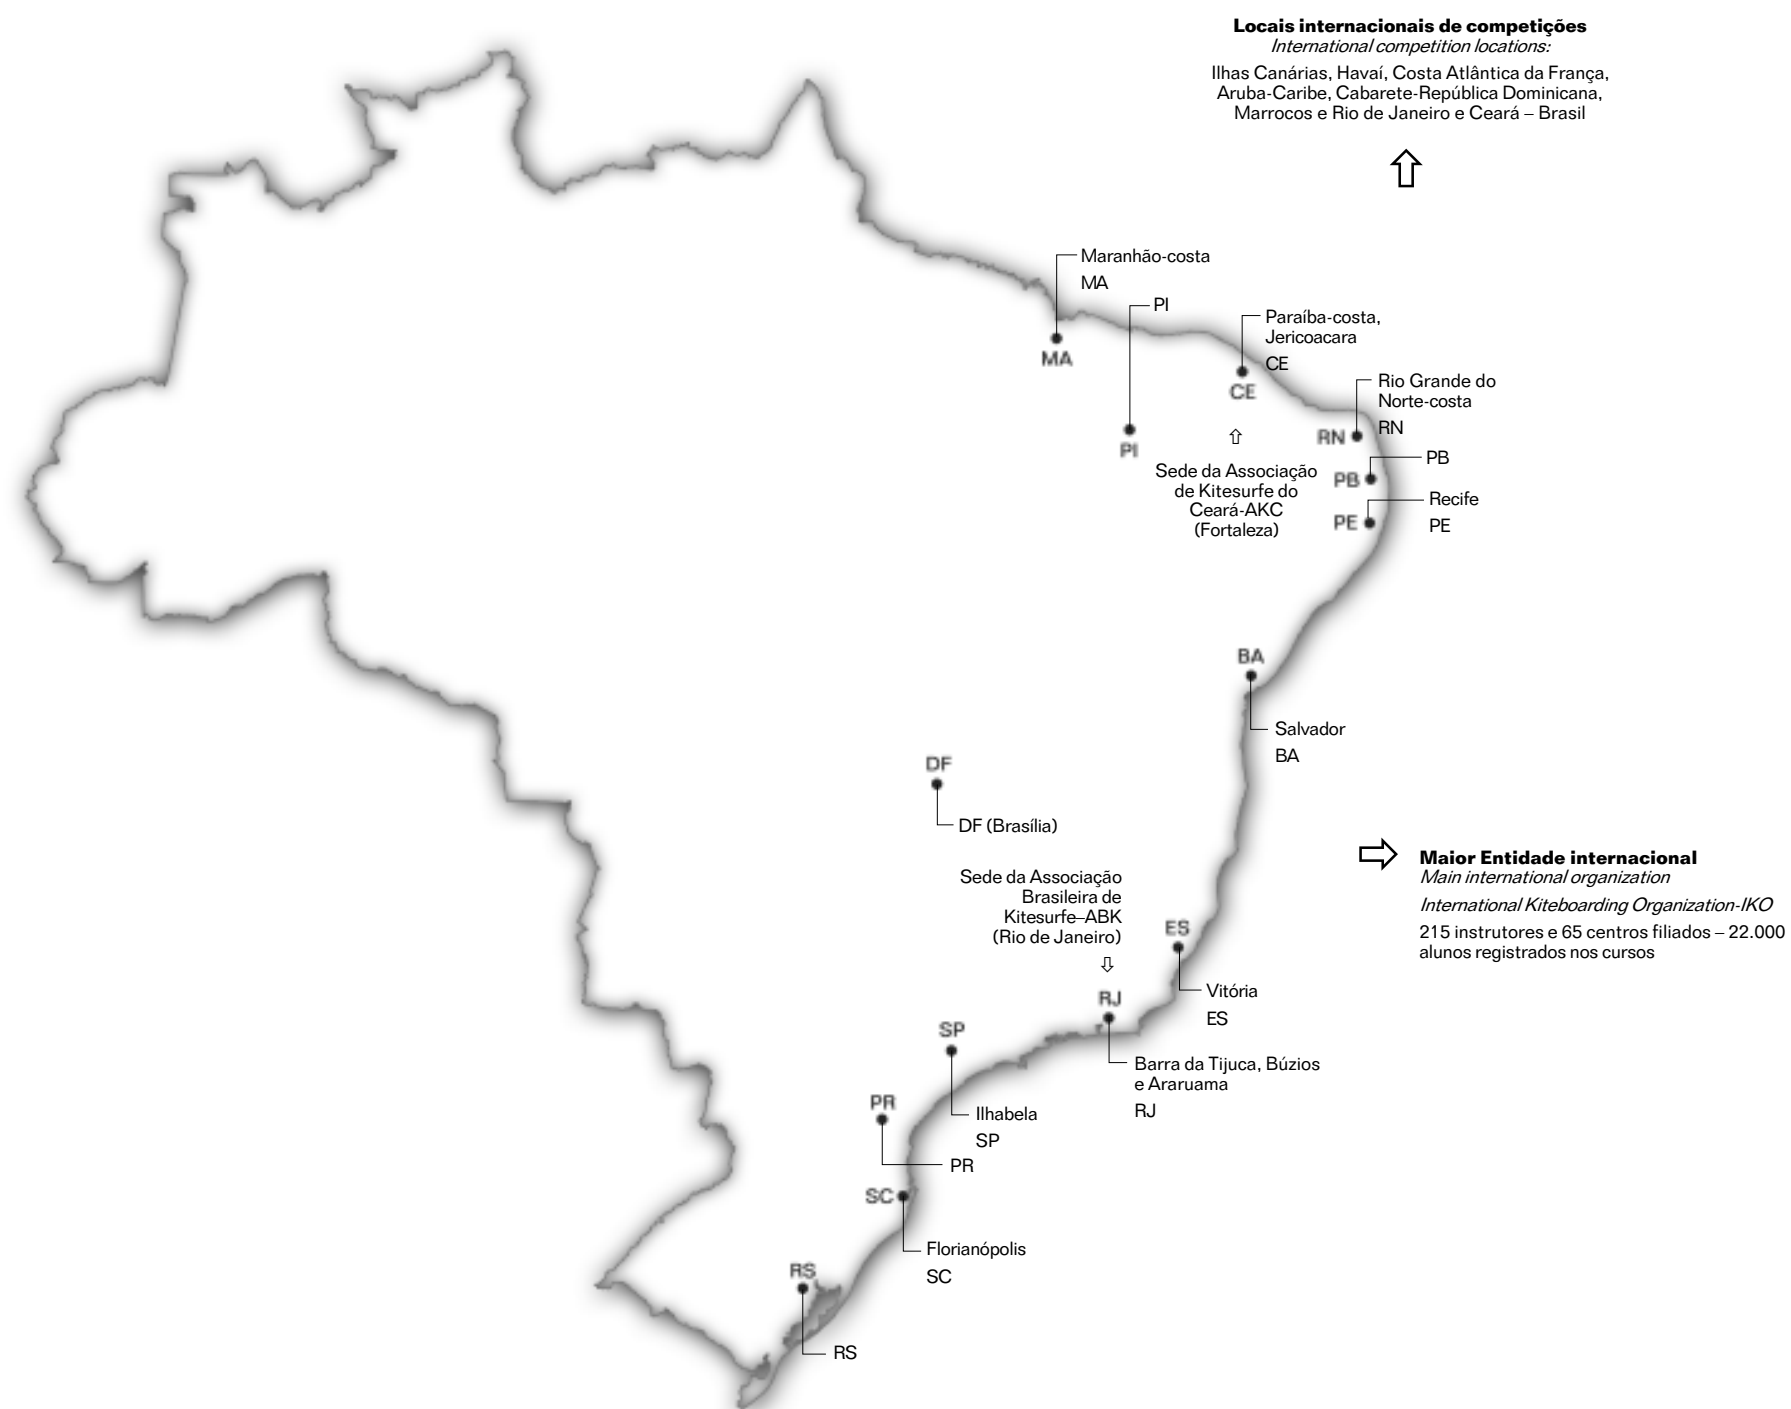 Locais internacionais de competições
International competition locations:
Ilhas Canárias, Havaí, Costa Atlântica da França,
Aruba-Caribe, Cabarete-República Dominicana,
Marrocos e Rio de Janeiro e Ceará – Brasil
Maranhão-costa
MA
MA
PI
PI
Paraíba-costa,
Jericoacara
CE
CE
Rio Grande do
Norte-costa
RN
RN
PB
PB
Recife
PE
PE
Sede da Associação
de Kitesurfe do
Ceará-AKC
(Fortaleza)
BA
Salvador
BA
DF
DF (Brasília)
Maior Entidade internacional
Main international organization
International Kiteboarding Organization-IKO
215 instrutores e 65 centros filiados – 22.000
alunos registrados nos cursos
Sede da Associação
Brasileira de
Kitesurfe–ABK
(Rio de Janeiro)
ES
Vitória
ES
RJ
Barra da Tijuca, Búzios
e Araruama
RJ
SP
Ilhabela
SP
PR
PR
SC
Florianópolis
SC
RS
RS